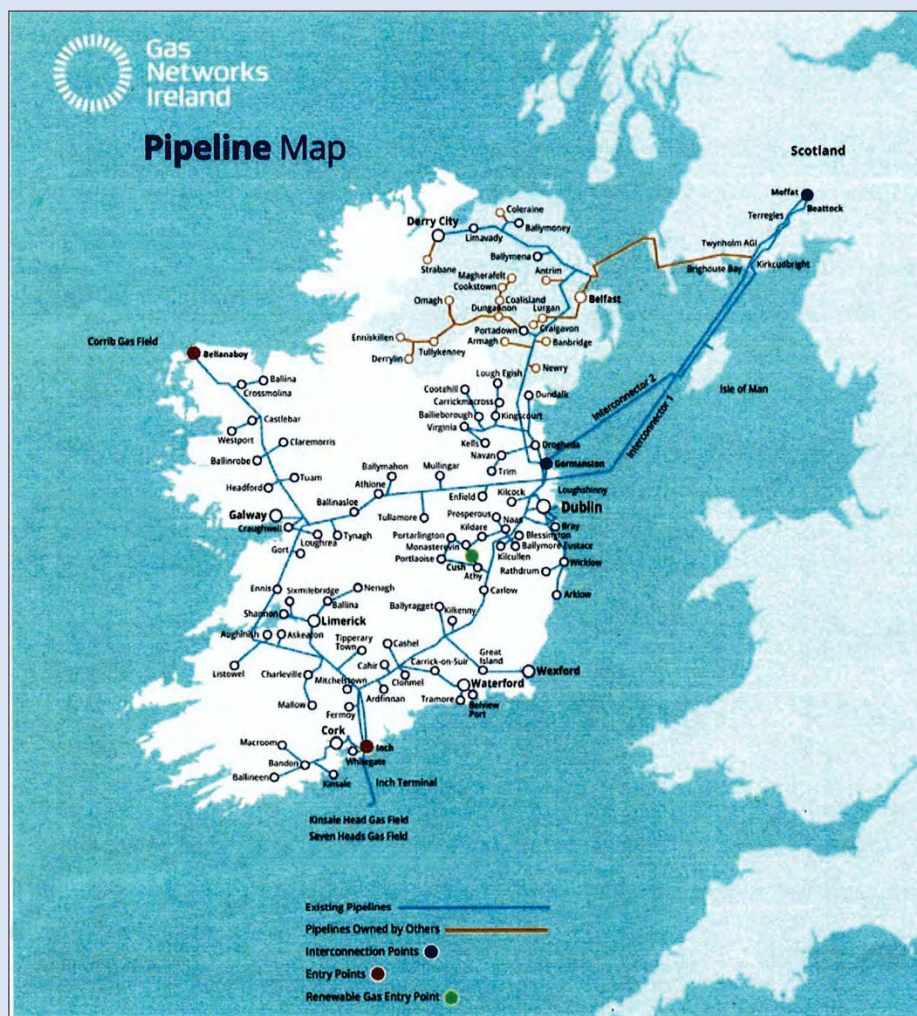 Gas
Networks
Ireland
Pipeline Map
Scotland
Moffat
Beattock
Terregles
Twynholm AGI
Kirkcudbright
Brighouse Bay
Coleraine
Derry City
Ballymoney
Limavady
Ballymena
Strabane
Antrim
Magherafelt
Cookstown
Omagh
Coalisland
Belfast
Dungannon
Lurgan
Enniskillen
Portadown
Craigavon
Armagh
Banbridge
Tullykenney
Derrylin
Newry
Corrib Gas Field
Bellanaboy
Isle of Man
Interconnector 2
Interconnector 1
Ballina
Crossmolina
Lough Egish
Cootehill
Dundalk
Carrickmacross
Bailieborough
Kingscourt
Castlebar
Virginia
Westport
Claremorris
Kells
Drogheda
Navan
Ballinrobe
Gormanston
Ballymahon
Mullingar
Trim
Tuam
Athlone
Headford
Enfield
Kilcock
Loughshinny
Ballinasloe
Dublin
Galway
Tullamore
Prosperous
Craughwell
Kildare
Naas
Bray
Loughrea
Tynagh
Portarlington
Blessington
Gort
Monasterevin
Kilcullen
Ballymore Eustace
Portlaoise
Wicklow
Cush
Rathdrum
Athy
Ennis
Sixmilebridge
Nenagh
Carlow
Arklow
Ballina
Ballyragget
Kilkenny
Shannon
Limerick
Aughinish
Askeaton
Tipperary
Town
Cashel
Great
Island
Carrick-on-Suir
Wexford
Listowel
Charleville
Cahir
Mitchelstown
Clonmel
Waterford
Ardfinnan
Tramore
Belview
Port
Mallow
Fermoy
Cork
Macroom
Inch
Whitegate
Bandon
Ballineen
Kinsale
Inch Terminal
Kinsale Head Gas Field
Seven Heads Gas Field
Existing Pipelines
Pipelines Owned by Others
Interconnection Points
Entry Points
Renewable Gas Entry Point